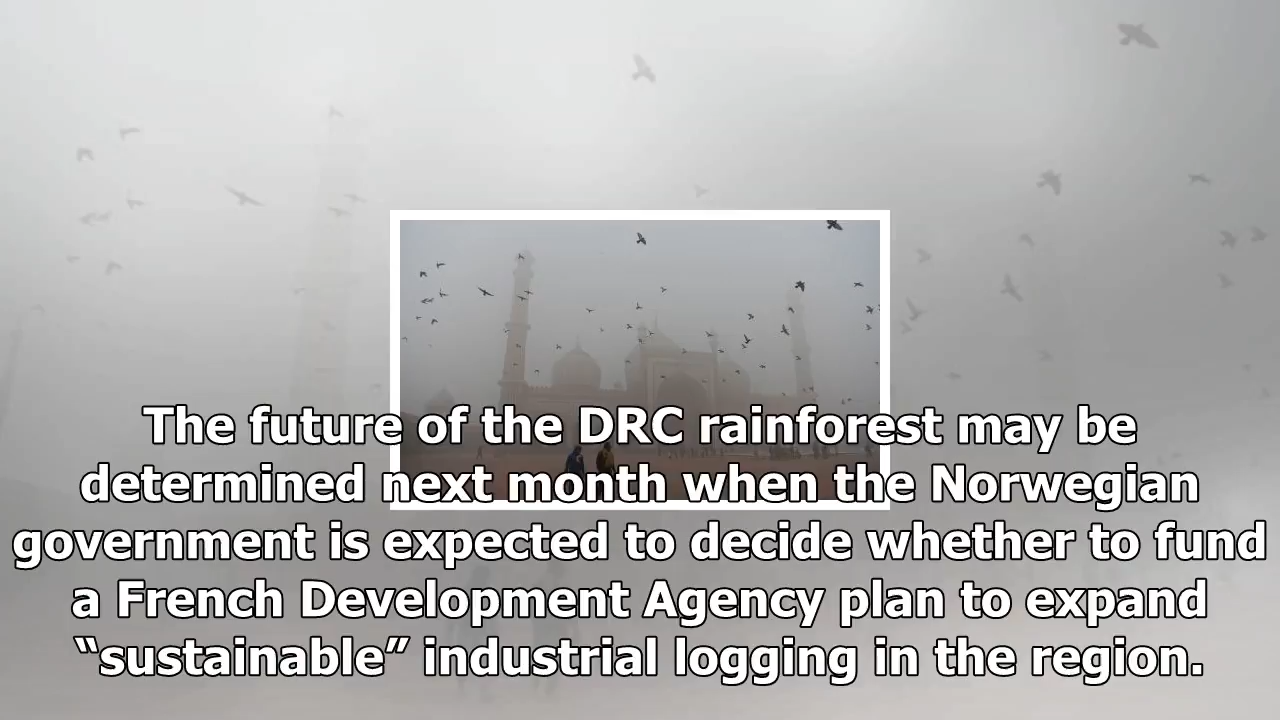 The future of the DRC rainforest may be
determined next month when the Norwegian
government is expected to decide whether to fund
a French Development Agency plan to expand
“sustainable” industrial logging in the region.